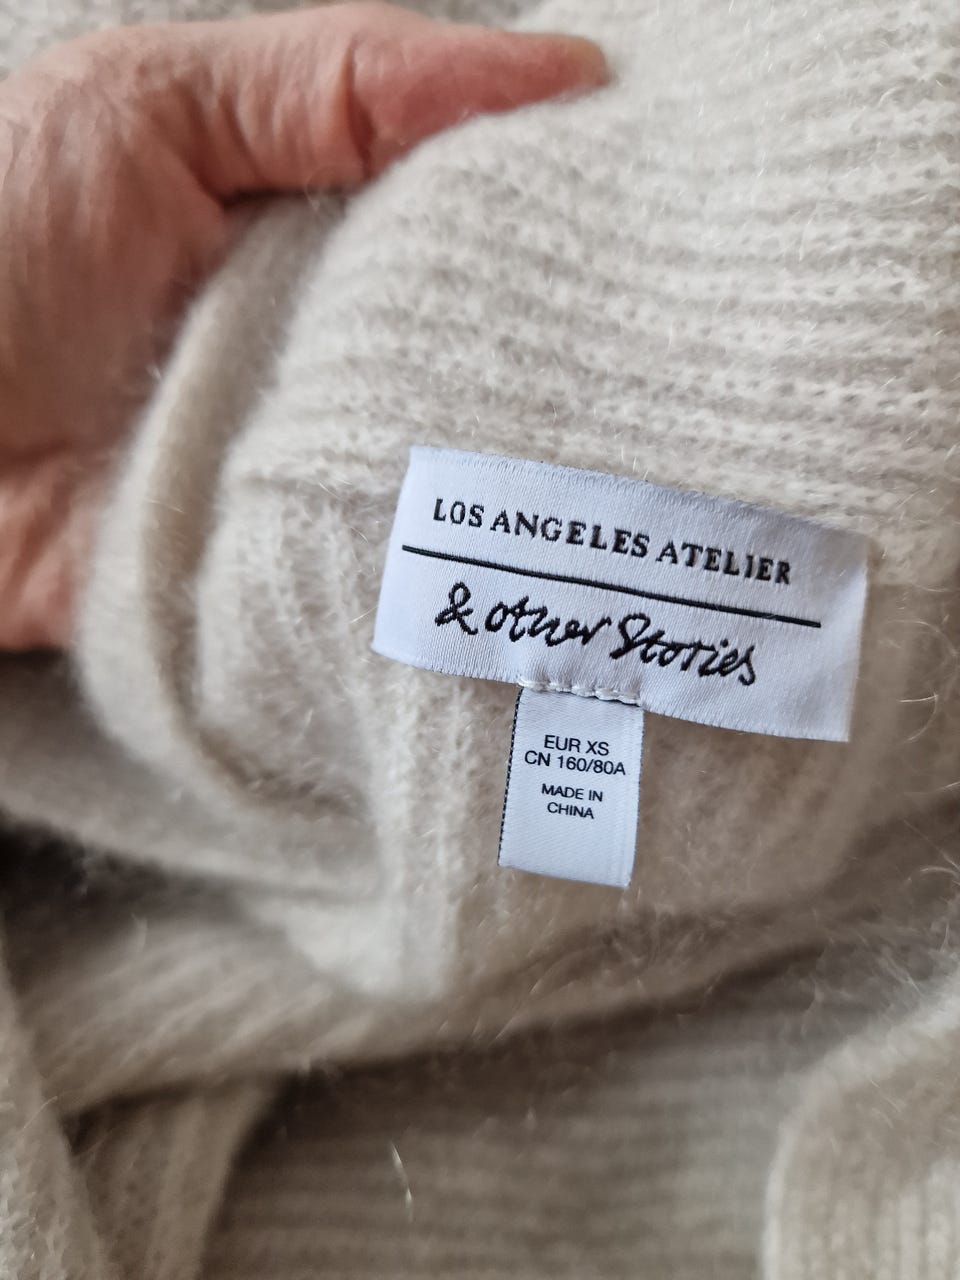 LOS ANGELES ATELIER
& other Stories
EUR XS
CN 160/80A
MADE IN
CHINA